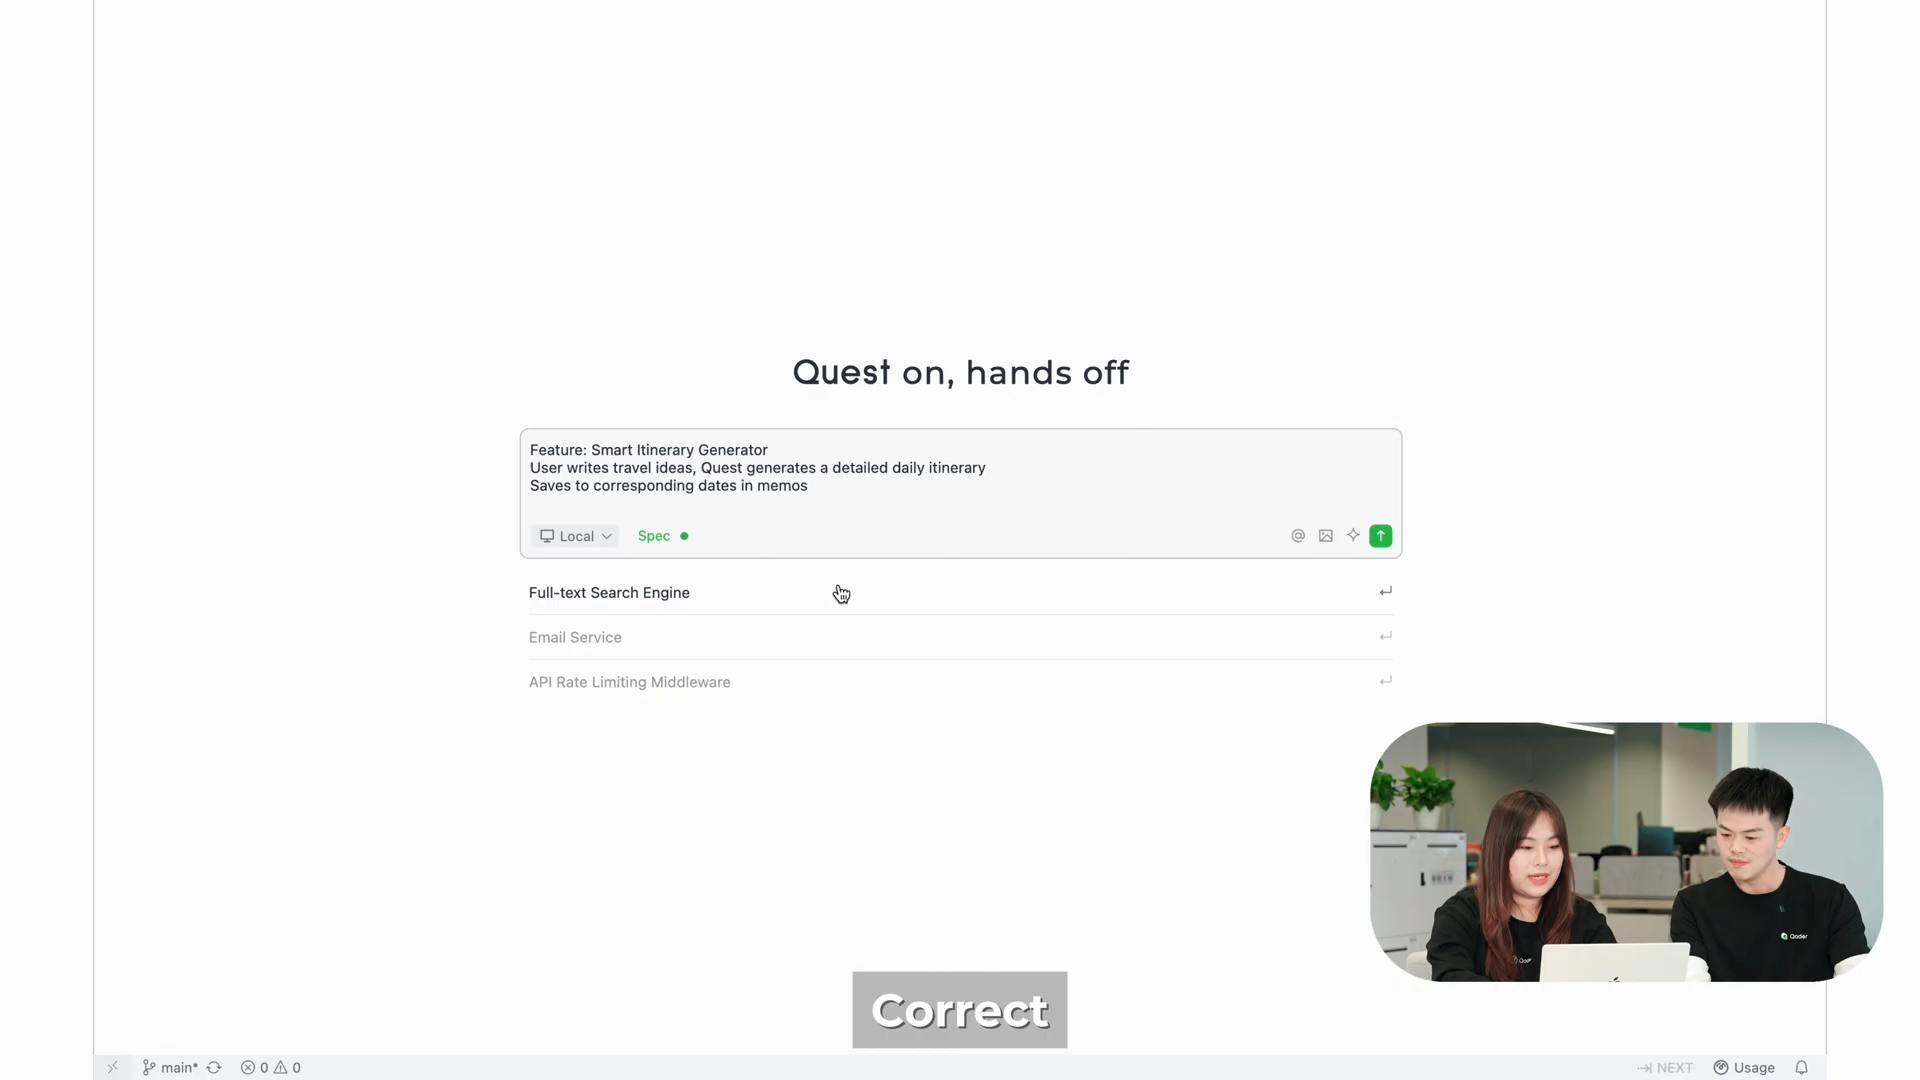 Quest on, hands off
Feature: Smart Itinerary Generator
User writes travel ideas, Quest generates a detailed daily itinerary
Saves to corresponding dates in memos
Local
Spec
Full-text Search Engine
Email Service
API Rate Limiting Middleware
Qoder
Correct
main* 0 0 NEXT Usage